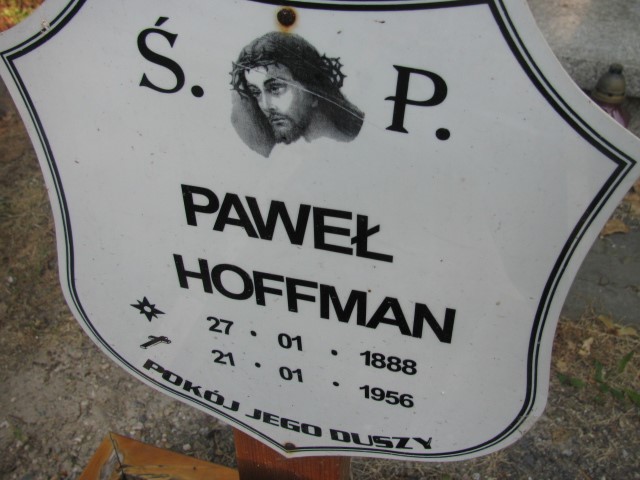 Ś. P.
PAWEŁ
HOFFMAN
27 · 01 · 1888
21 · 01 · 1956
POKÓJ JEGO DUSZY